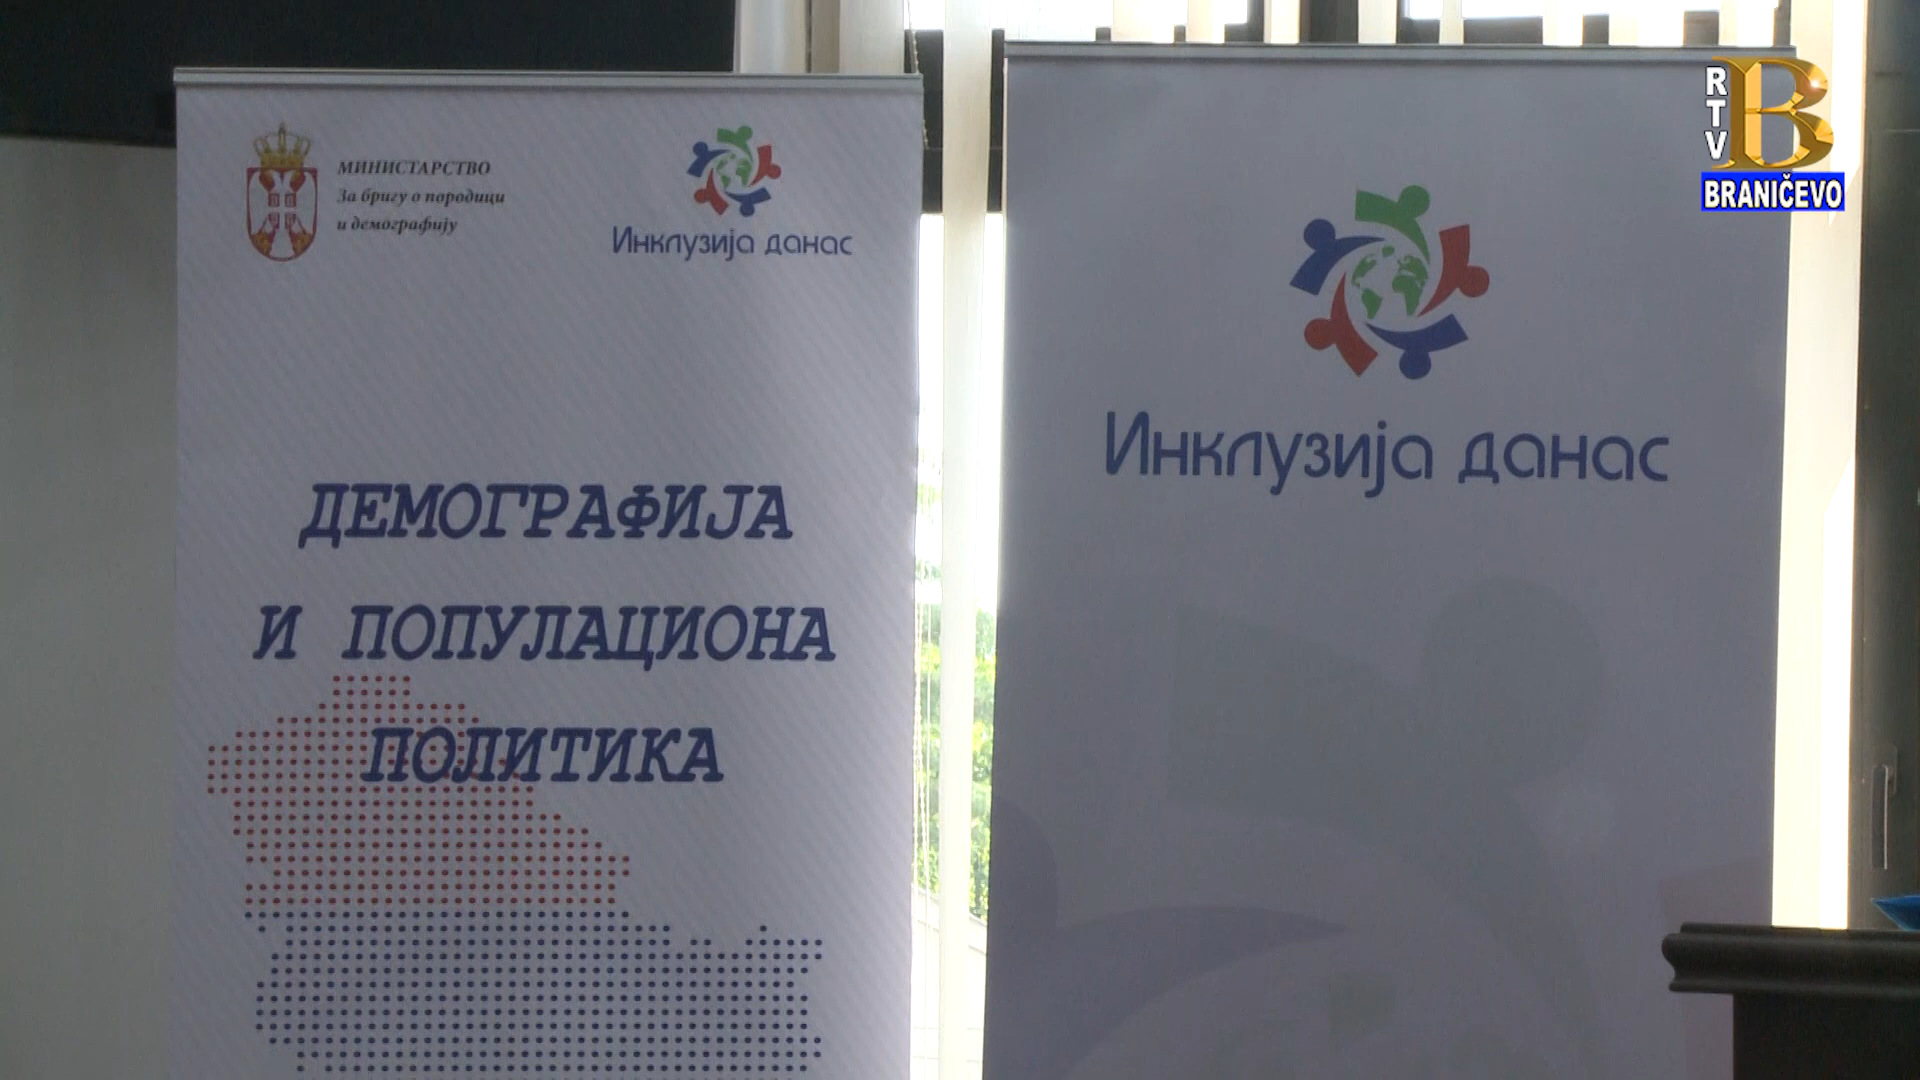 МИНИСТАРСТВО
За бригу о породици
и демографију
Инклузија данас
ДЕМОГРАФИЈА
И ПОПУЛАЦИОНА
ПОЛИТИКА
Инклузија данас
RTV B
BRANIČEVO